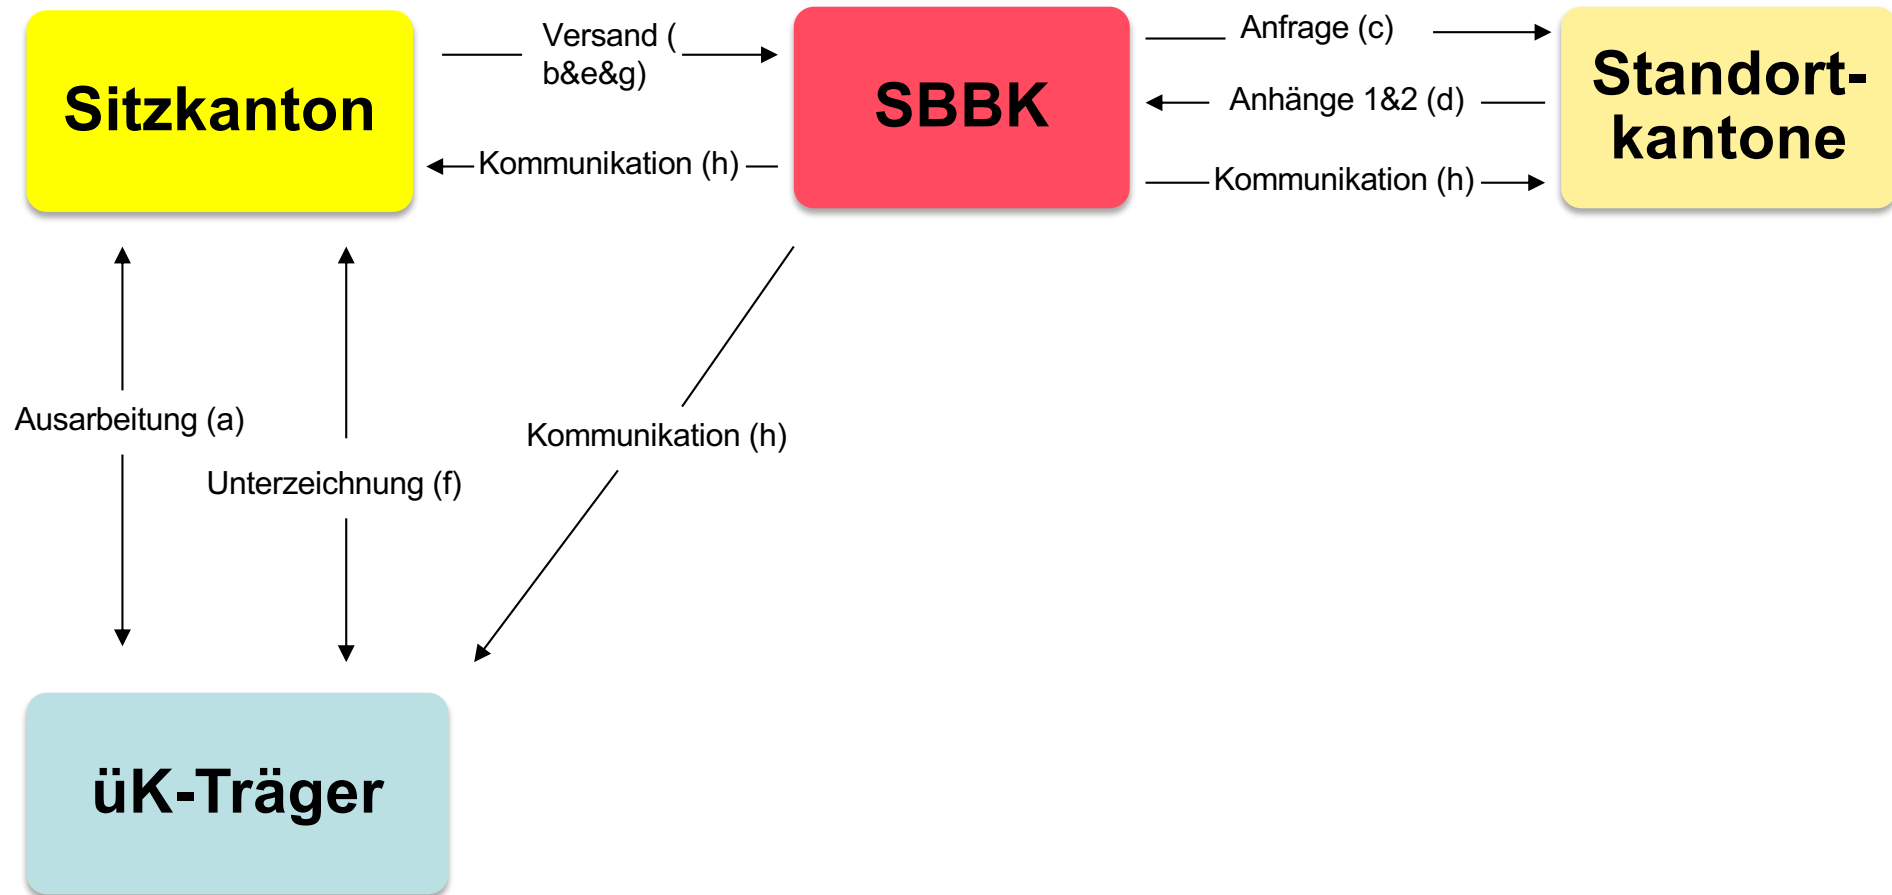 Sitzkanton
Versand (
b&e&g)
Kommunikation (h)
SBBK
Anfrage (c)
Anhänge 1&2 (d)
Kommunikation (h)
Standort-
kantone
Ausarbeitung (a)
Unterzeichnung (f)
Kommunikation (h)
üK-Träger